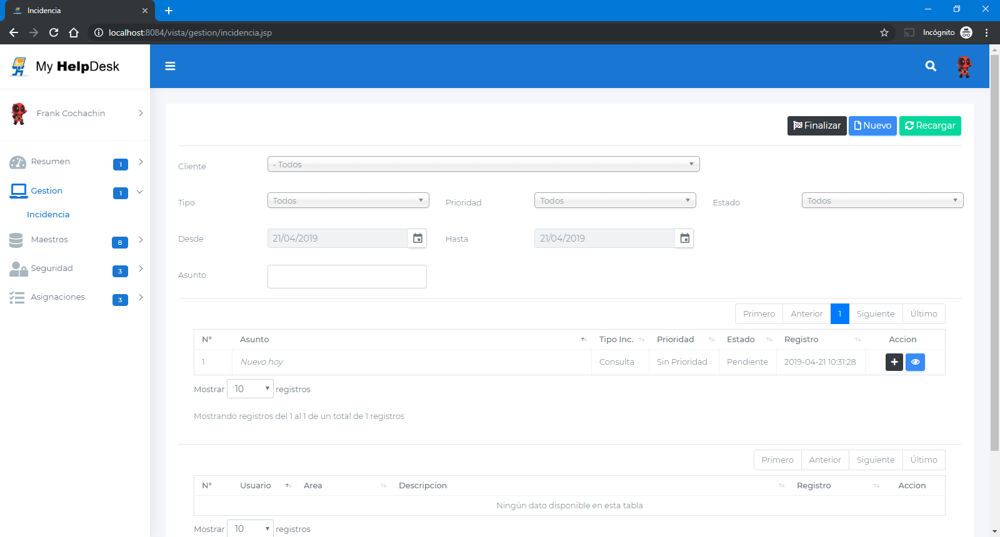 Incidencia
localhost:8084/vista/gestion/incidencia.jsp
Incógnito
My HelpDesk
Frank Cochachin
Resumen 1
Gestion 1
Incidencia
Maestros 8
Seguridad 3
Asignaciones 3
Finalizar Nuevo Recargar
Cliente - Todos
Tipo Todos Prioridad Todos Estado Todos
Desde 21/04/2019 Hasta 21/04/2019
Asunto
Primero Anterior 1 Siguiente Último
N° Asunto Tipo Inc. Prioridad Estado Registro Accion
1 Nuevo hoy Consulta Sin Prioridad Pendiente 2019-04-21 10:31:28
Mostrar 10 registros
Mostrando registros del 1 al 1 de un total de 1 registros
Primero Anterior Siguiente Último
N° Usuario Area Descripcion Registro Accion
Ningún dato disponible en esta tabla
Mostrar 10 registros